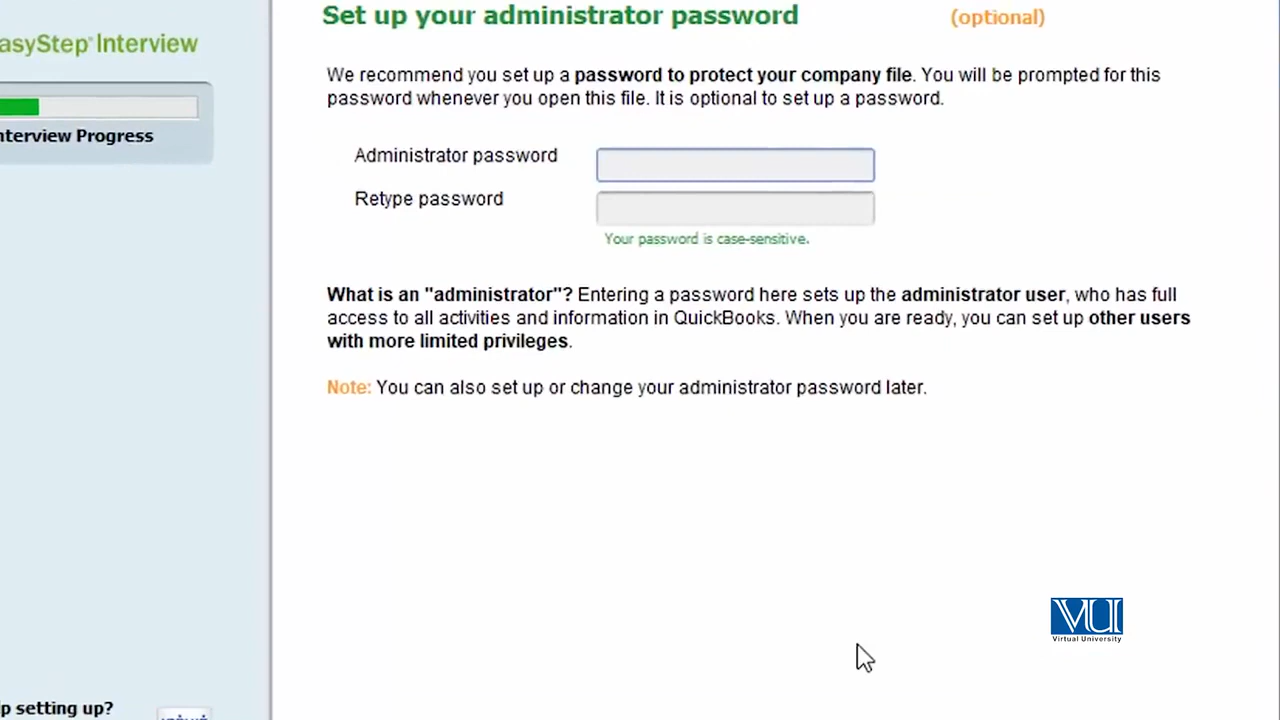 Set up your administrator password (optional)
asyStep® Interview
We recommend you set up a password to protect your company file. You will be prompted for this
password whenever you open this file. It is optional to set up a password.
nterview Progress
Administrator password
Retype password
Your password is case-sensitive.
What is an "administrator"? Entering a password here sets up the administrator user, who has full
access to all activities and information in QuickBooks. When you are ready, you can set up other users
with more limited privileges.
Note: You can also set up or change your administrator password later.
VU
Virtual University
p setting up?